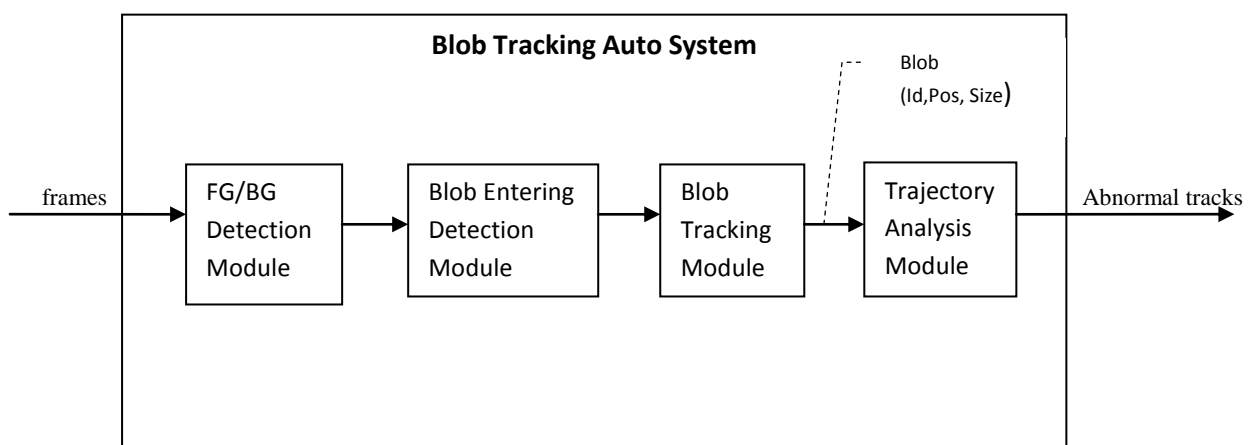 Blob Tracking Auto System
Blob
(Id,Pos, Size)
frames
FG/BG
Detection
Module
Blob Entering
Detection
Module
Blob
Tracking
Module
Trajectory
Analysis
Module
Abnormal tracks